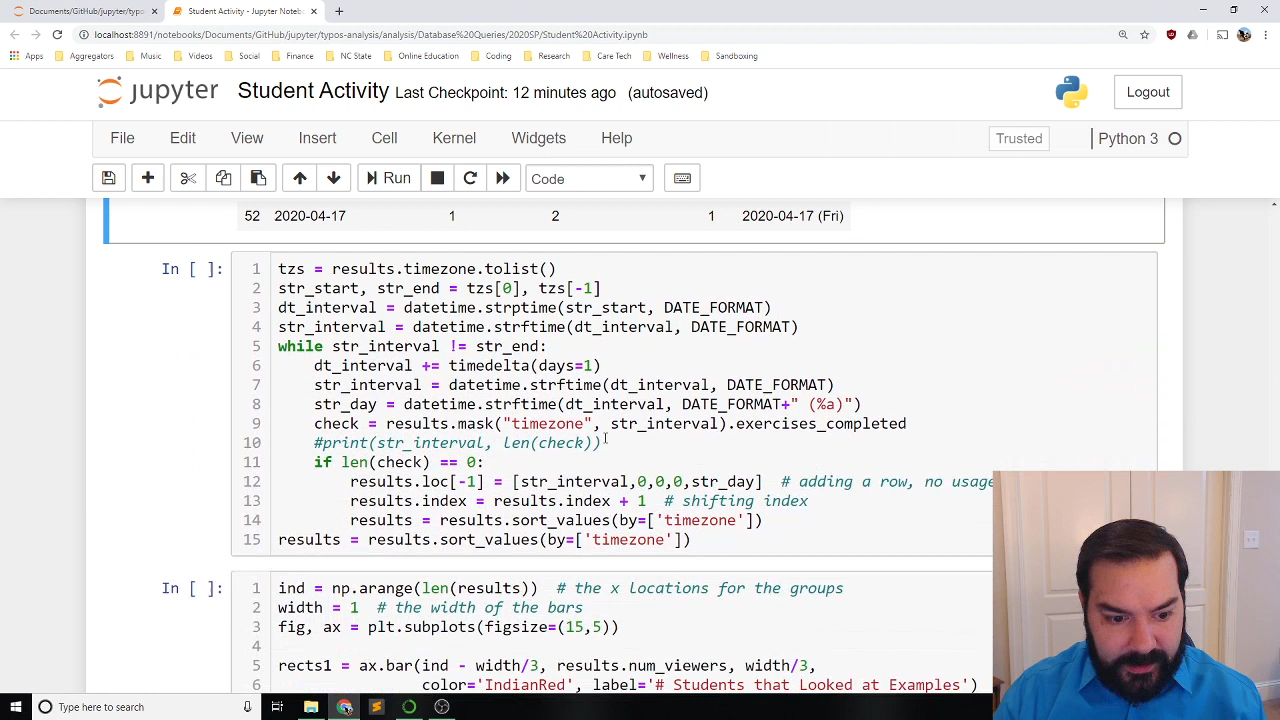 Documents/GitHub/jupyter/typo
Student Activity - Jupyter Noteb
localhost:8891/notebooks/Documents/GitHub/jupyter/typos-analysis/analysis/Database%20Queries/2020SP/Student%20Activity.ipynb
Apps Aggregators Music Videos Social Finance NC State Online Education Coding Research Care Tech Wellness Sandboxing
jupyter Student Activity Last Checkpoint: 12 minutes ago (autosaved) Logout
File Edit View Insert Cell Kernel Widgets Help Trusted Python 3
Run Code
52 2020-04-17 1 2 1 2020-04-17 (Fri)
In [ ]: 1 tzs = results.timezone.tolist()
2 str_start, str_end = tzs[0], tzs[-1]
3 dt_interval = datetime.strptime(str_start, DATE_FORMAT)
4 str_interval = datetime.strftime(dt_interval, DATE_FORMAT)
5 while str_interval != str_end:
6 dt_interval += timedelta(days=1)
7 str_interval = datetime.strftime(dt_interval, DATE_FORMAT)
8 str_day = datetime.strftime(dt_interval, DATE_FORMAT+" (%a)")
9 check = results.mask("timezone", str_interval).exercises_completed
10 #print(str_interval, len(check))
11 if len(check) == 0:
12 results.loc[-1] = [str_interval,0,0,0,str_day] # adding a row, no usage
13 results.index = results.index + 1 # shifting index
14 results = results.sort_values(by=['timezone'])
15 results = results.sort_values(by=['timezone'])
In [ ]: 1 ind = np.arange(len(results)) # the x locations for the groups
2 width = 1 # the width of the bars
3 fig, ax = plt.subplots(figsize=(15,5))
4
5 rects1 = ax.bar(ind - width/3, results.num_viewers, width/3,
6 color='IndianRed', label='# Students that Looked at Examples')
Type here to search